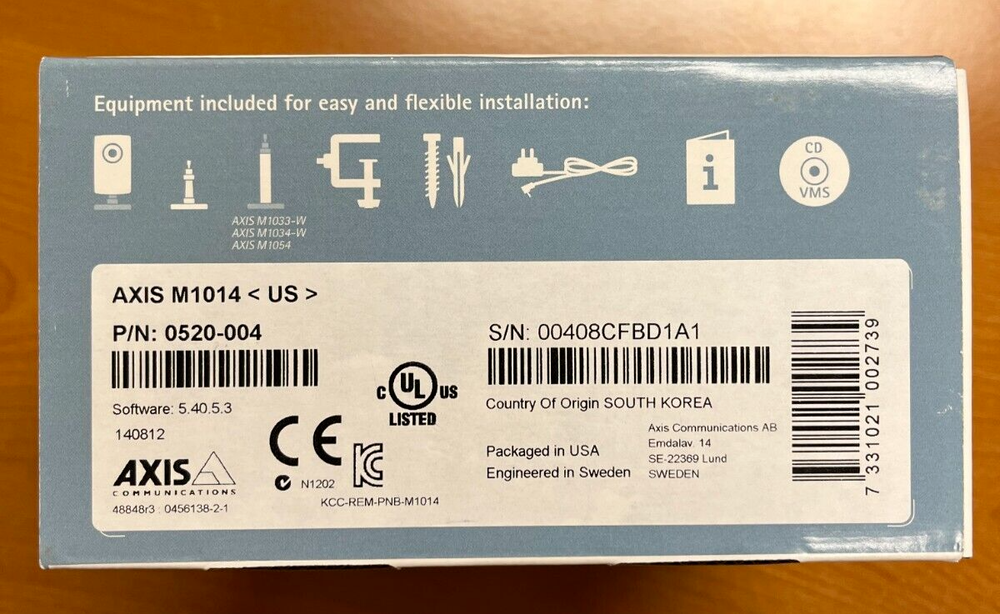 Equipment included for easy and flexible installation:
i
CD
VMS
AXIS M1033-W
AXIS M1034-W
AXIS M1054
AXIS M1014 < US >
P/N: 0520-004
S/N: 00408CFBD1A1
Software: 5.40.5.3
140812
C UL US
LISTED
Country Of Origin SOUTH KOREA
Packaged in USA
Engineered in Sweden
Axis Communications AB
Emdalav. 14
SE-22369 Lund
SWEDEN
CE
KC
N1202
KCC-REM-PNB-M1014
AXIS
COMMUNICATIONS
48848r3 : 0456138-2-1
7 331021 002739